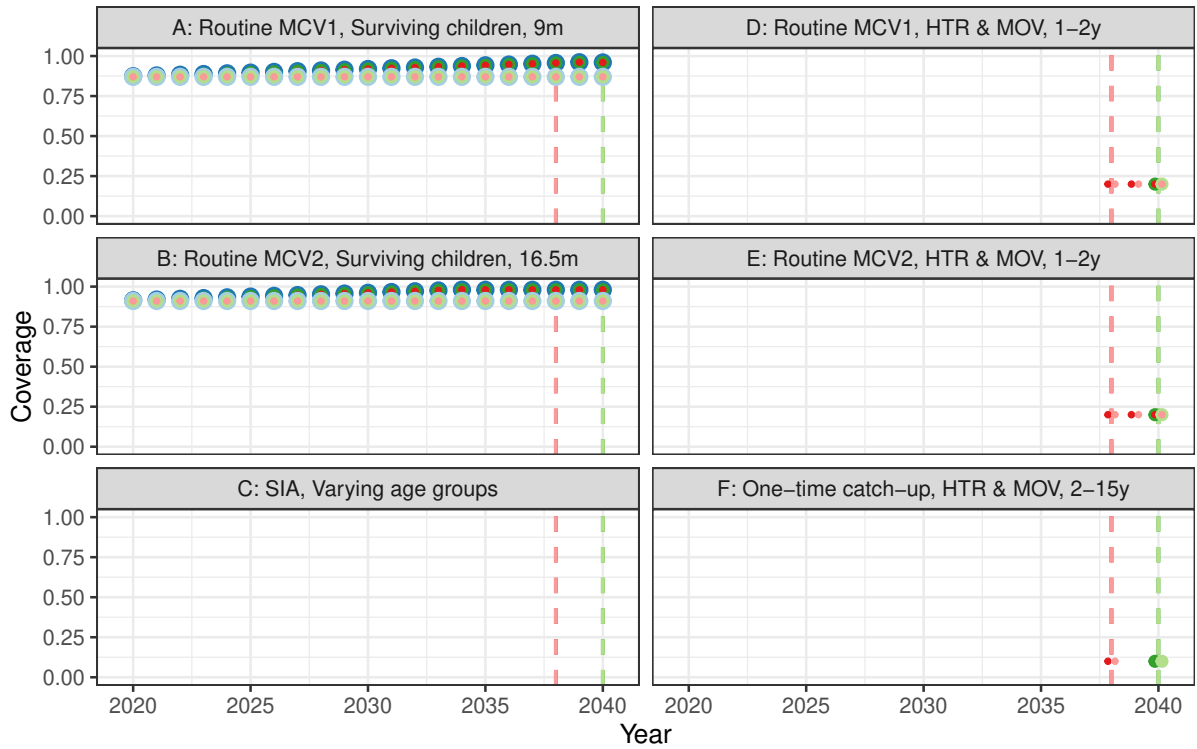 A: Routine MCV1, Surviving children, 9m
D: Routine MCV1, HTR & MOV, 1−2y
1.00
0.75
0.50
0.25
0.00
B: Routine MCV2, Surviving children, 16.5m
E: Routine MCV2, HTR & MOV, 1−2y
1.00
0.75
0.50
0.25
0.00
Coverage
C: SIA, Varying age groups
F: One−time catch−up, HTR & MOV, 2−15y
1.00
0.75
0.50
0.25
0.00
2020 2025 2030 2035 2040
2020 2025 2030 2035 2040
Year